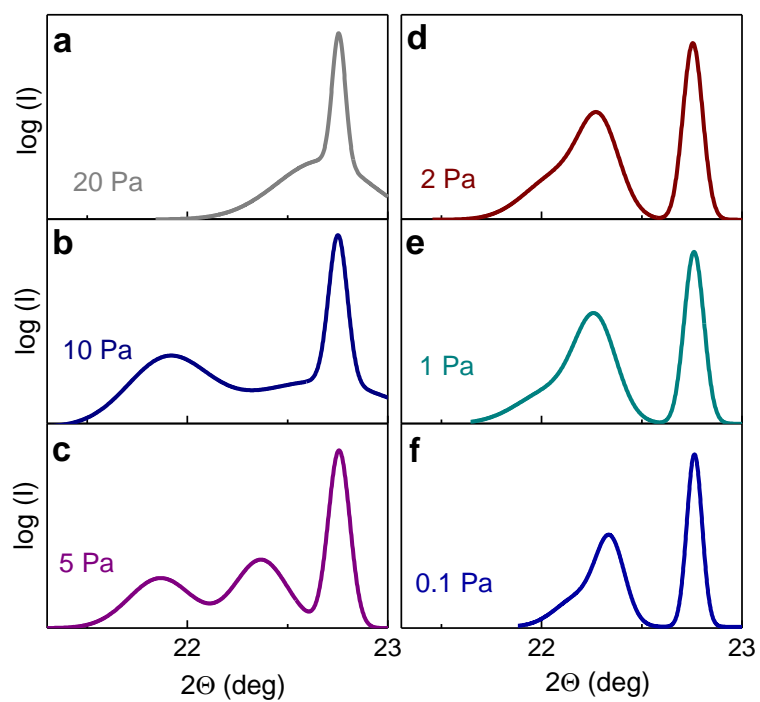 a
log (I)
20 Pa
b
log (I)
10 Pa
c
log (I)
5 Pa
22
23
2Θ (deg)
d
2 Pa
e
1 Pa
f
0.1 Pa
22
23
2Θ (deg)